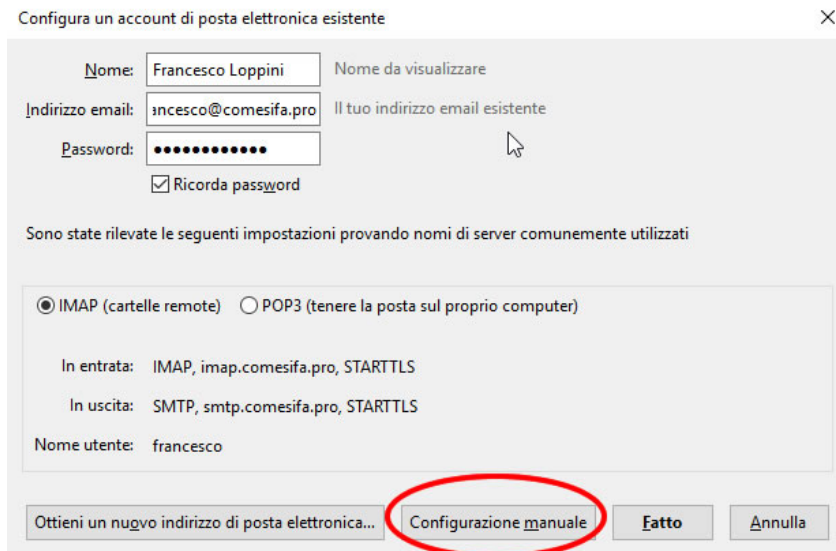 Configura un account di posta elettronica esistente
Nome: Francesco Loppini Nome da visualizzare
Indirizzo email: ancesco@comesifa.pro Il tuo indirizzo email esistente
Password: ••••••••••••
Ricorda password
Sono state rilevate le seguenti impostazioni provando nomi di server comunemente utilizzati
IMAP (cartelle remote) POP3 (tenere la posta sul proprio computer)
In entrata: IMAP, imap.comesifa.pro, STARTTLS
In uscita: SMTP, smtp.comesifa.pro, STARTTLS
Nome utente: francesco
Ottieni un nuovo indirizzo di posta elettronica... Configurazione manuale Fatto Annulla